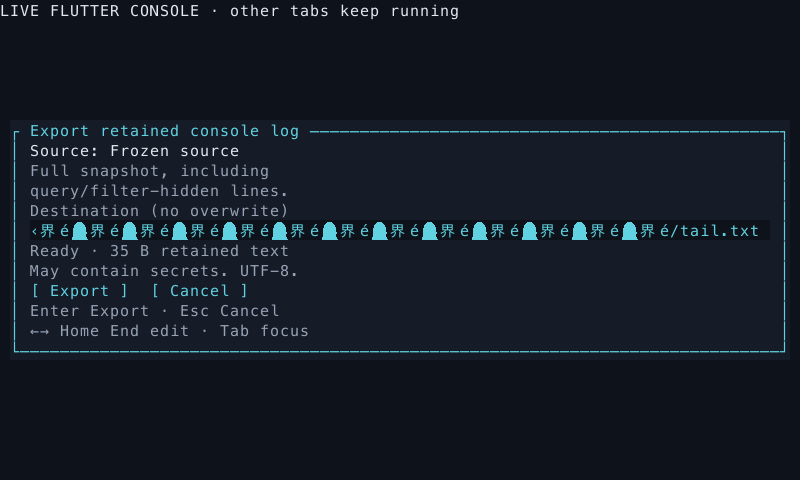 LIVE FLUTTER CONSOLE · other tabs keep running
Export retained console log
Source: Frozen source
Full snapshot, including
query/filter-hidden lines.
Destination (no overwrite)
‹界é 界é 界é 界é 界é 界é 界é 界é 界é 界é 界é 界é 界é/tail.txt
Ready · 35 B retained text
May contain secrets. UTF-8.
[ Export ]  [ Cancel ]
Enter Export · Esc Cancel
←→ Home End edit · Tab focus